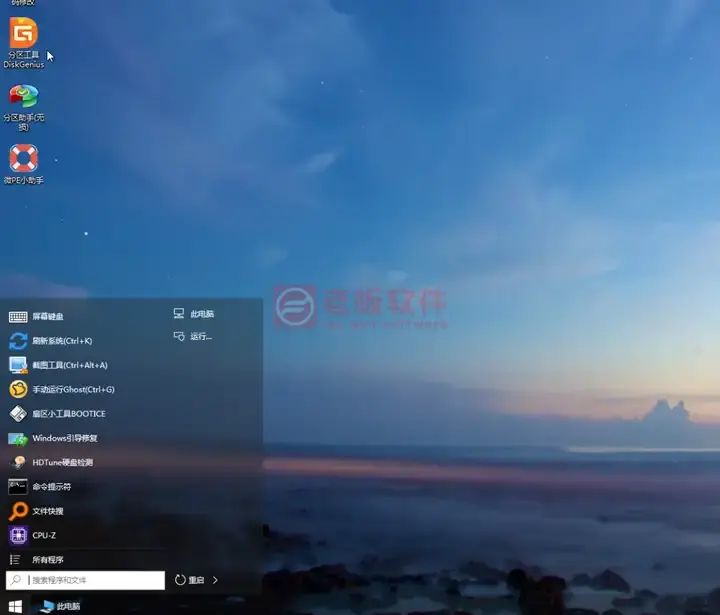 分区工具
DiskGenius
分区助手(无
损)
微PE小助手
屏幕键盘
刷新系统(Ctrl+K)
截图工具(Ctrl+Alt+A)
手动运行Ghost(Ctrl+G)
扇区小工具BOOTICE
Windows引导修复
HDTune硬盘检测
命令提示符
文件快搜
CPU-Z
所有程序
搜索程序和文件
此电脑
运行...
重启
此电脑
老板软件